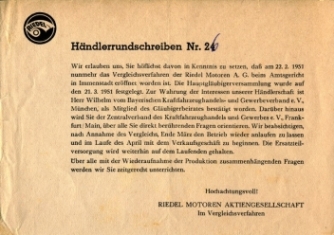 RIEDEL
Händlerrundschreiben Nr. 26
Wir erlauben uns, Sie höflichst davon in Kenntnis zu setzen, daß am 22. 2. 1951
nunmehr das Vergleichsverfahren der Riedel Motoren A. G. beim Amtsgericht
in Immenstadt eröffnet worden ist. Die Hauptgläubigerversammlung wurde auf
den 21. 3. 1951 festgelegt. Zur Wahrung der Interessen unserer Händlerschaft ist
Herr Wilhelm vom Bayerischen Kraftfahrzeughandels- und Gewerbeverband e. V.,
München, als Mitglied des Gläubigerbeirates bestätigt worden. Darüber hinaus
wird Sie der Zentralverband des Kraftfahrzeughandels und Gewerbes e. V., Frank-
furt/Main, über alle Sie direkt berührenden Fragen orientieren. Wir beabsichtigen,
nach Annahme des Vergleichs, Ende März den Betrieb wieder anlaufen zu lassen
und im Laufe des April mit dem Verkaufsgeschäft zu beginnen. Die Ersatzteil-
versorgung wird weiterhin auf dem Laufenden gehalten.
Über alle mit der Wiederaufnahme der Produktion zusammenhängenden Fragen
werden wir Sie zeitgerecht unterrichten.
Hochachtungsvoll!
RIEDEL MOTOREN AKTIENGESELLSCHAFT
Im Vergleichsverfahren